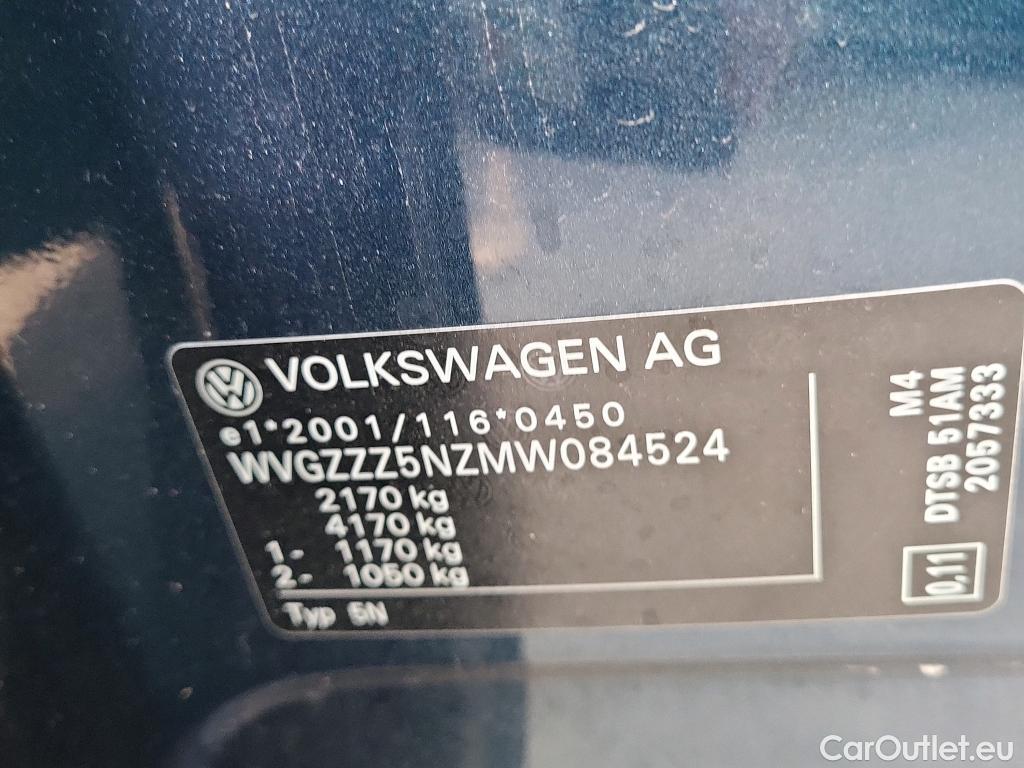 VOLKSWAGEN AG
e1*2001/116*0450
WVGZZZ5NZMW084524
2170 kg
4170 kg
1- 1170 kg
2- 1050 kg
Typ 5N
M4
DTSB 51AM
2057333
0,11
CarOutlet.eu